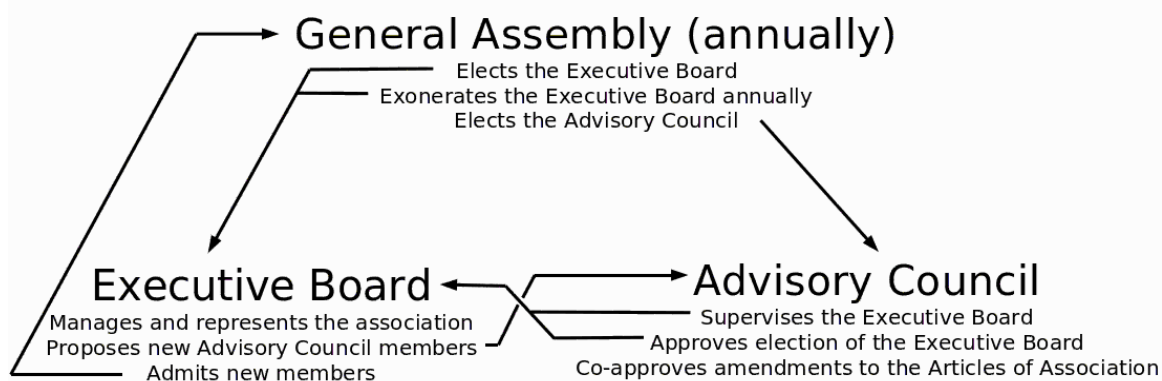 General Assembly (annually)
Elects the Executive Board
Exonerates the Executive Board annually
Elects the Advisory Council
Executive Board
Manages and represents the association
Proposes new Advisory Council members
Admits new members
Advisory Council
Supervises the Executive Board
Approves election of the Executive Board
Co-approves amendments to the Articles of Association